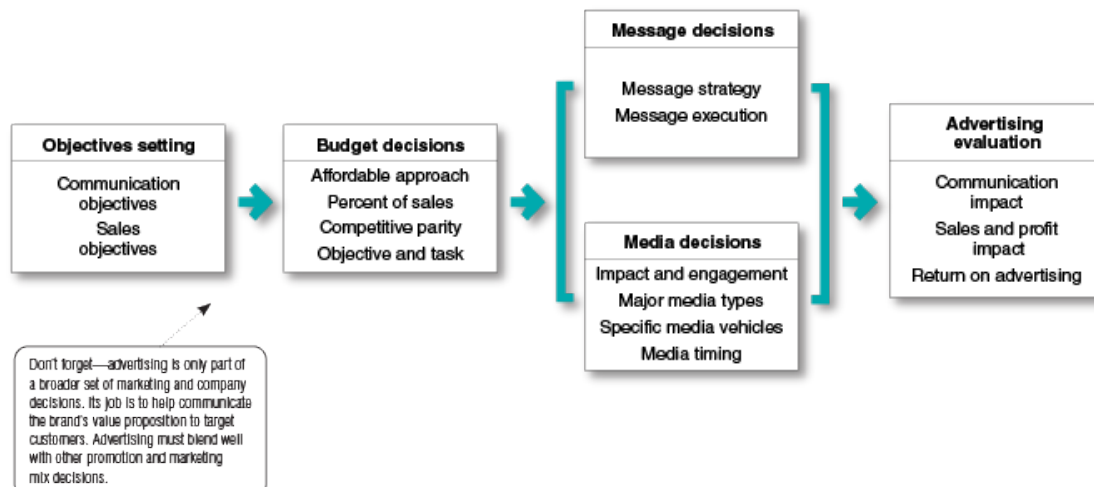 Objectives setting
Communication
objectives
Sales
objectives
Budget decisions
Affordable approach
Percent of sales
Competitive parity
Objective and task
Message decisions
Message strategy
Message execution
Media decisions
Impact and engagement
Major media types
Specific media vehicles
Media timing
Advertising
evaluation
Communication
impact
Sales and profit
impact
Return on advertising
Don't forget—advertising is only part of
a broader set of marketing and company
decisions. Its job is to help communicate
the brand's value proposition to target
customers. Advertising must blend well
with other promotion and marketing
mix decisions.